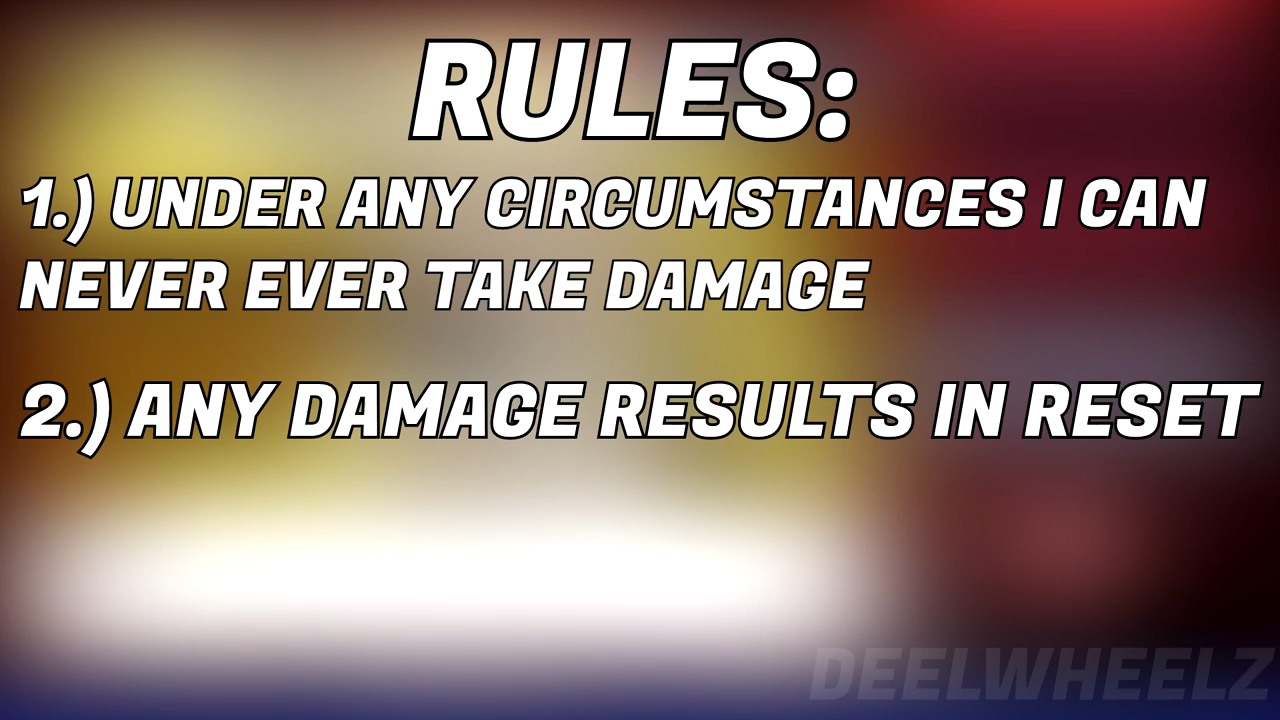 RULES:
1.) UNDER ANY CIRCUMSTANCES I CAN
NEVER EVER TAKE DAMAGE
2.) ANY DAMAGE RESULTS IN RESET
DEELWHEELZ